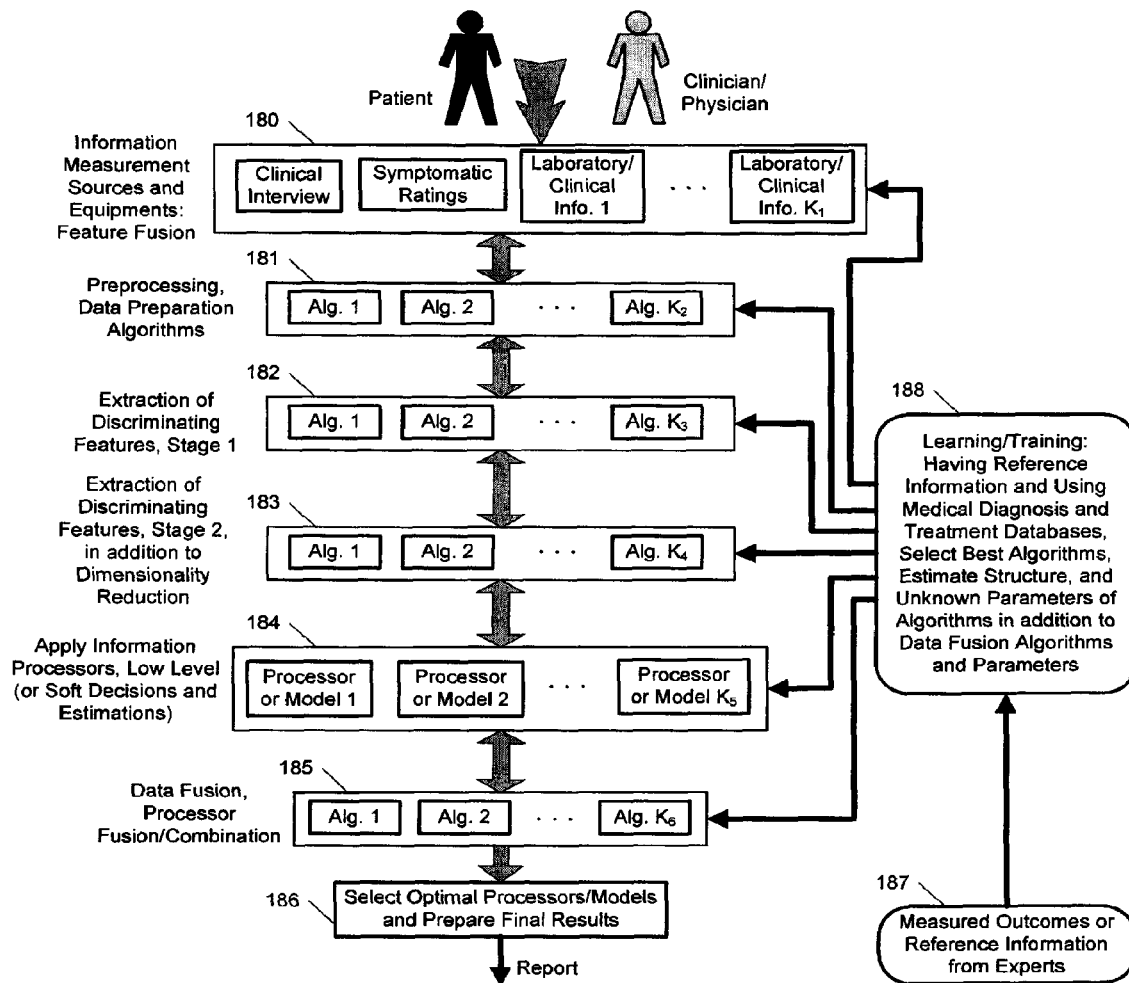 Patient
Clinician/
Physician
180
Information
Measurement
Sources and
Equipments:
Feature Fusion
Clinical
Interview
Symptomatic
Ratings
Laboratory/
Clinical
Info. 1
. . .
Laboratory/
Clinical
Info. K₁
181
Preprocessing,
Data Preparation
Algorithms
Alg. 1
Alg. 2
. . .
Alg. K₂
182
Extraction of
Discriminating
Features, Stage 1
Alg. 1
Alg. 2
. . .
Alg. K₃
183
Extraction of
Discriminating
Features, Stage 2,
in addition to
Dimensionality
Reduction
Alg. 1
Alg. 2
. . .
Alg. K₄
184
Apply Information
Processors, Low Level
(or Soft Decisions and
Estimations)
Processor
or Model 1
Processor
or Model 2
. . .
Processor
or Model K₅
185
Data Fusion,
Processor
Fusion/Combination
Alg. 1
Alg. 2
. . .
Alg. K₆
186
Select Optimal Processors/Models
and Prepare Final Results
Report
188
Learning/Training:
Having Reference
Information and Using
Medical Diagnosis and
Treatment Databases,
Select Best Algorithms,
Estimate Structure, and
Unknown Parameters of
Algorithms in addition to
Data Fusion Algorithms
and Parameters
187
Measured Outcomes or
Reference Information
from Experts